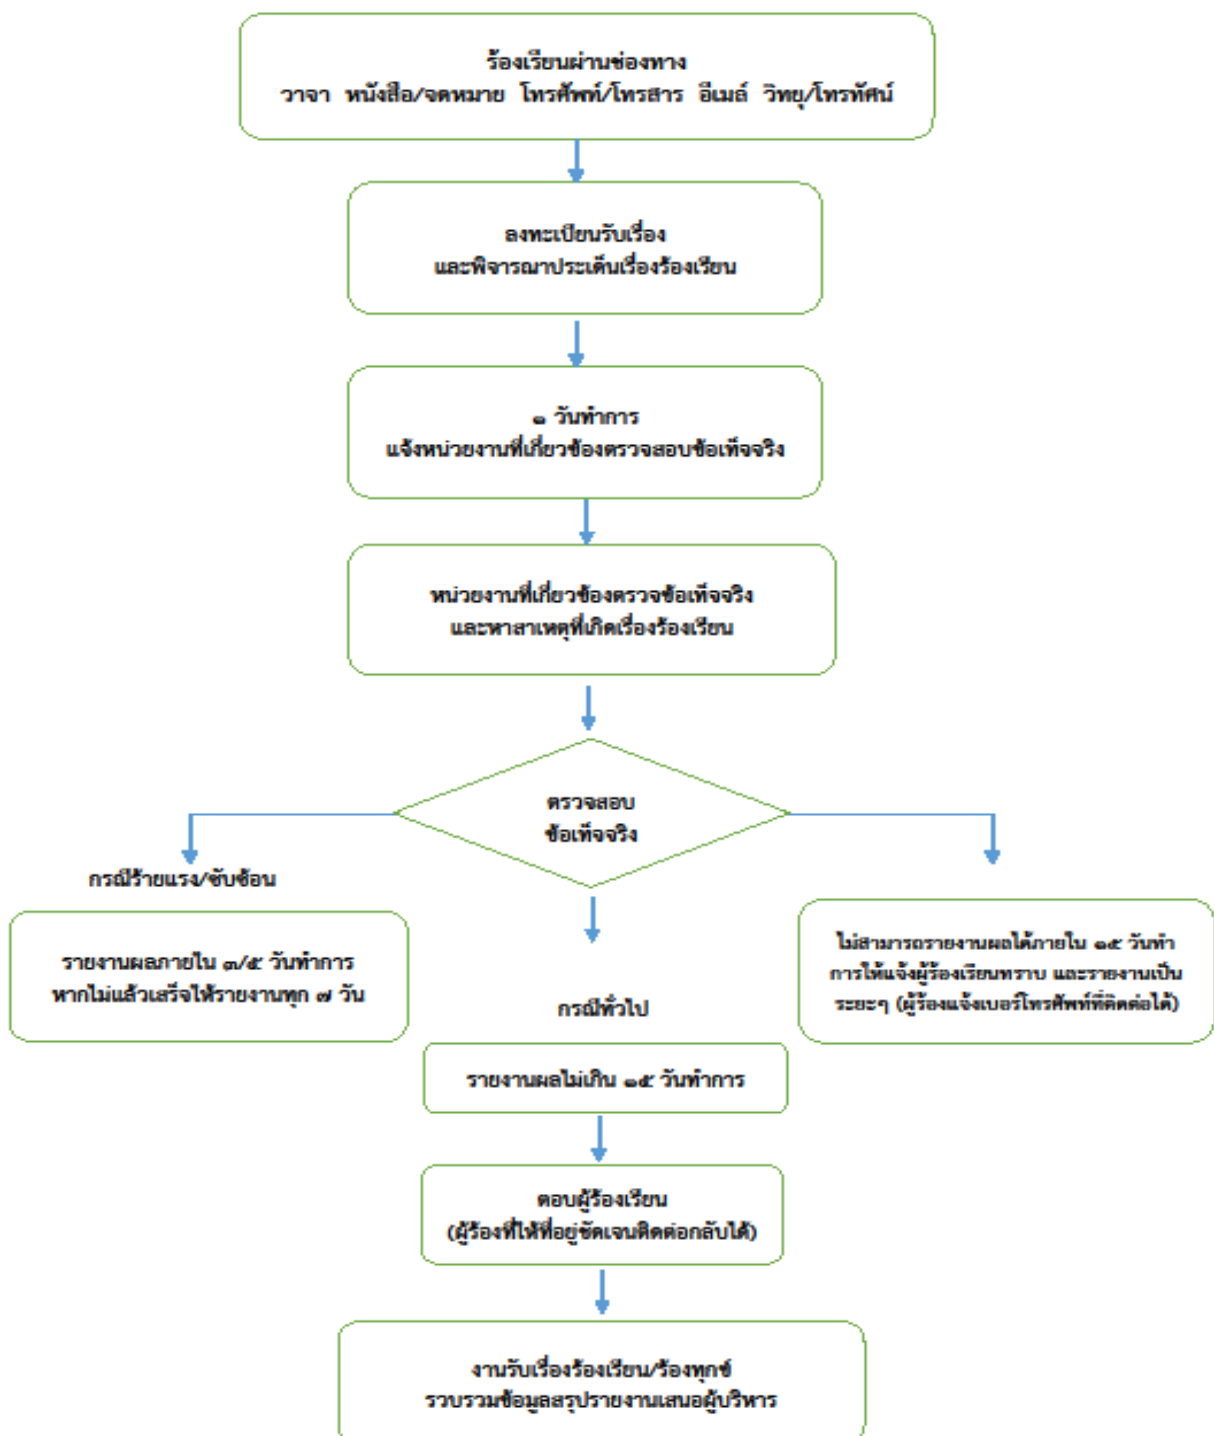 ร้องเรียนผ่านช่องทาง
วาจา หนังสือ/จดหมาย โทรศัพท์/โทรสาร อีเมล์ วิทยุ/โทรทัศน์
ลงทะเบียนรับเรื่อง
และพิจารณาประเด็นเรื่องร้องเรียน
๑ วันทำการ
แจ้งหน่วยงานที่เกี่ยวข้องตรวจสอบข้อเท็จจริง
หน่วยงานที่เกี่ยวข้องตรวจข้อเท็จจริง
และหาสาเหตุที่เกิดเรื่องร้องเรียน
ตรวจสอบ
ข้อเท็จจริง
กรณีร้ายแรง/ซับซ้อน
รายงานผลภายใน ๓/๕ วันทำการ
หากไม่แล้วเสร็จให้รายงานทุก ๗ วัน
ไม่สามารถรายงานผลได้ภายใน ๑๕ วันทำ
การให้แจ้งผู้ร้องเรียนทราบ และรายงานเป็น
ระยะๆ (ผู้ร้องแจ้งเบอร์โทรศัพท์ที่ติดต่อได้)
กรณีทั่วไป
รายงานผลไม่เกิน ๑๕ วันทำการ
ตอบผู้ร้องเรียน
(ผู้ร้องที่ให้ที่อยู่ชัดเจนติดต่อกลับได้)
งานรับเรื่องร้องเรียน/ร้องทุกข์
รวบรวมข้อมูลสรุปรายงานเสนอผู้บริหาร